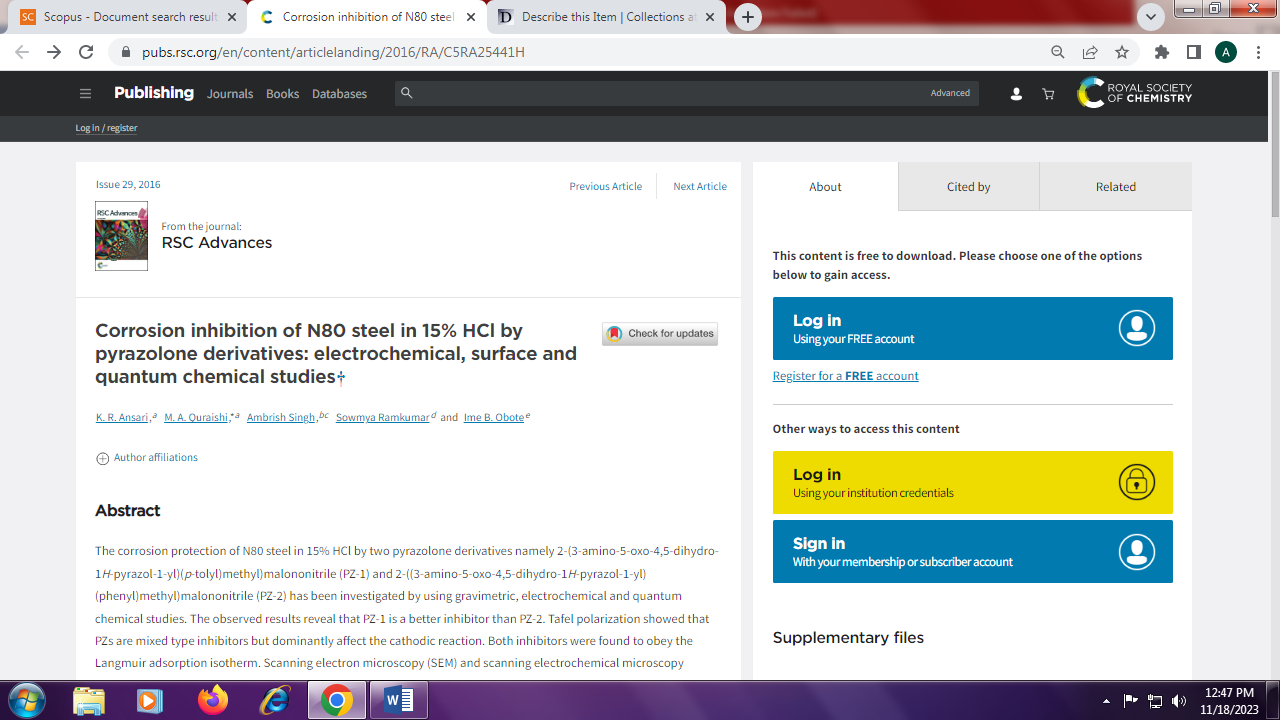 Scopus - Document search result
Corrosion inhibition of N80 steel
Describe this Item | Collections a
pubs.rsc.org/en/content/articlelanding/2016/RA/C5RA25441H
A
Publishing
Journals
Books
Databases
Advanced
ROYAL SOCIETY
OF CHEMISTRY
Log in / register
Issue 29, 2016
Previous Article
Next Article
RSC Advances
From the journal:
RSC Advances
Corrosion inhibition of N80 steel in 15% HCl by
pyrazolone derivatives: electrochemical, surface and
quantum chemical studies†
Check for updates
K. R. Ansari,a M. A. Quraishi,*a Ambrish Singh,bc Sowmya Ramkumar d and Ime B. Obote e
Author affiliations
Abstract
The corrosion protection of N80 steel in 15% HCl by two pyrazolone derivatives namely 2-(3-amino-5-oxo-4,5-dihydro-
1H-pyrazol-1-yl)(p-tolyl)methyl)malononitrile (PZ-1) and 2-((3-amino-5-oxo-4,5-dihydro-1H-pyrazol-1-yl)
(phenyl)methyl)malononitrile (PZ-2) has been investigated by using gravimetric, electrochemical and quantum
chemical studies. The observed results reveal that PZ-1 is a better inhibitor than PZ-2. Tafel polarization showed that
PZs are mixed type inhibitors but dominantly affect the cathodic reaction. Both inhibitors were found to obey the
Langmuir adsorption isotherm. Scanning electron microscopy (SEM) and scanning electrochemical microscopy
About
Cited by
Related
This content is free to download. Please choose one of the options
below to gain access.
Log in
Using your FREE account
Register for a FREE account
Other ways to access this content
Log in
Using your institution credentials
Sign in
With your membership or subscriber account
Supplementary files
12:47 PM
11/18/2023